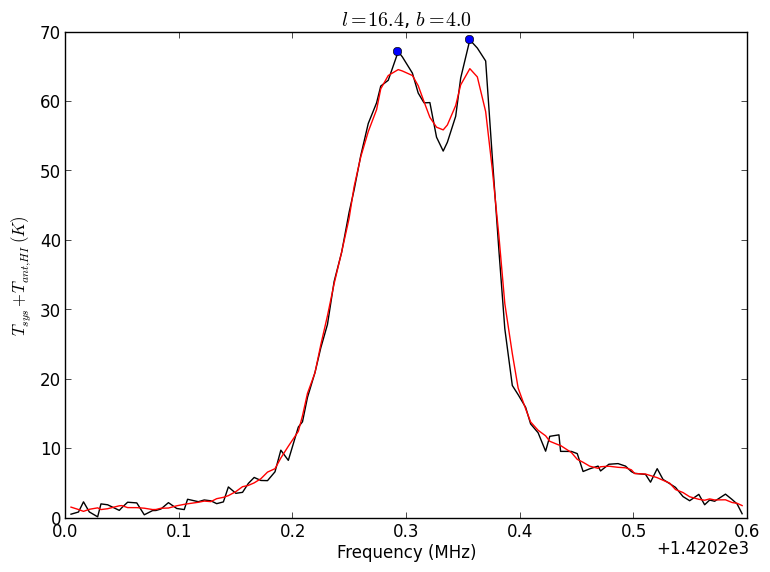 l = 16.4, b = 4.0
70
60
50
40
30
20
10
0
T_sys + T_ant,HI (K)
0.0 0.1 0.2 0.3 0.4 0.5 0.6
Frequency (MHz)
+1.4202e3